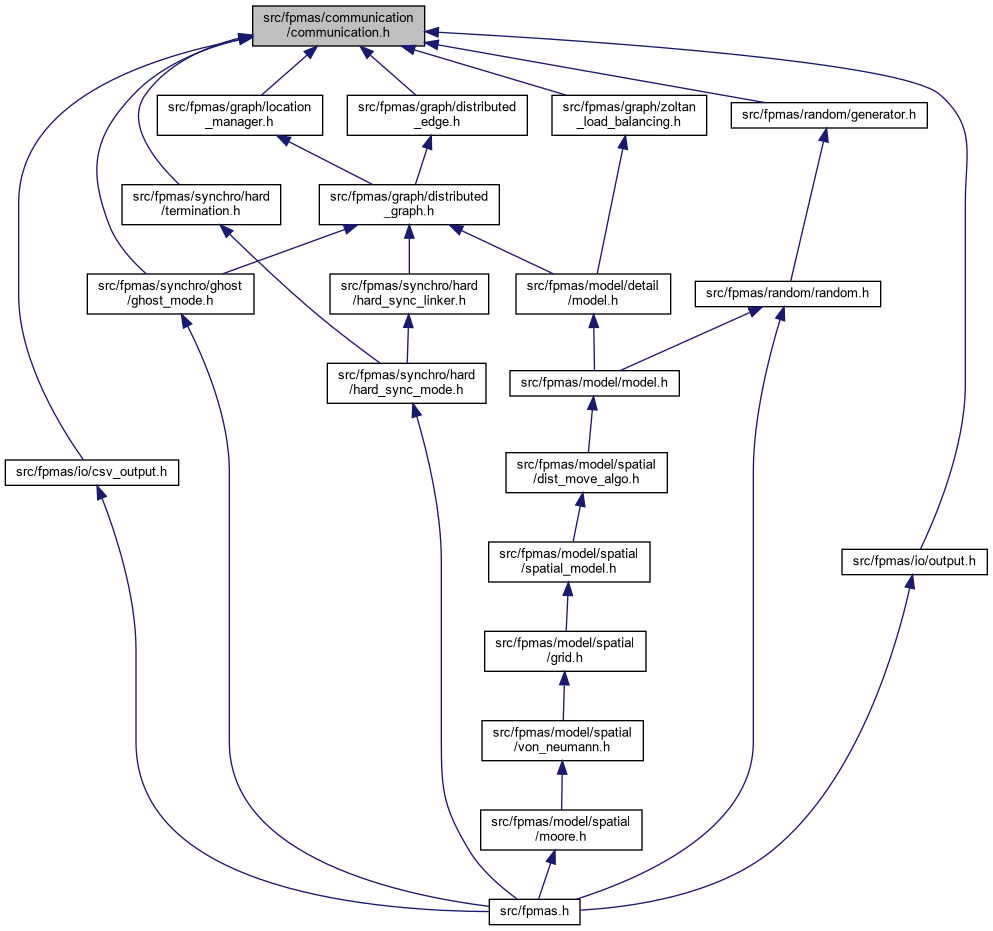 src/fpmas/communication
/communication.h
src/fpmas/graph/location
_manager.h
src/fpmas/graph/distributed
_edge.h
src/fpmas/graph/zoltan
_load_balancing.h
src/fpmas/random/generator.h
src/fpmas/synchro/hard
/termination.h
src/fpmas/graph/distributed
_graph.h
src/fpmas/synchro/ghost
/ghost_mode.h
src/fpmas/synchro/hard
/hard_sync_linker.h
src/fpmas/model/detail
/model.h
src/fpmas/random/random.h
src/fpmas/synchro/hard
/hard_sync_mode.h
src/fpmas/model/model.h
src/fpmas/io/csv_output.h
src/fpmas/model/spatial
/dist_move_algo.h
src/fpmas/model/spatial
/spatial_model.h
src/fpmas/io/output.h
src/fpmas/model/spatial
/grid.h
src/fpmas/model/spatial
/von_neumann.h
src/fpmas/model/spatial
/moore.h
src/fpmas.h